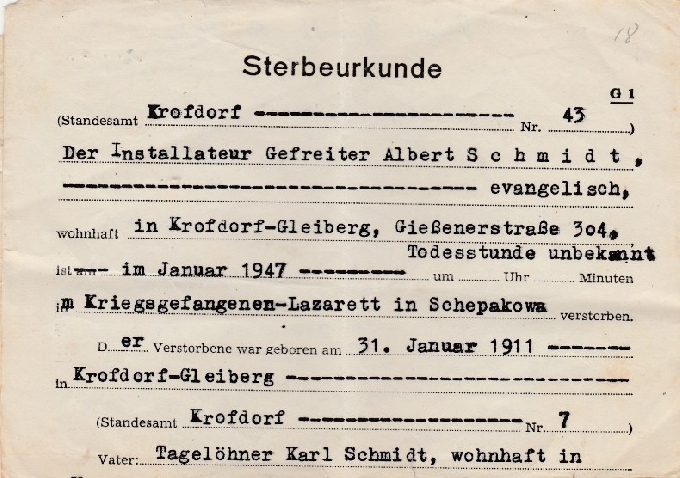 18
Sterbeurkunde
G 1
(Standesamt Krofdorf ---------- Nr. 43 )
Der Installateur Gefreiter Albert S c h m i d t ,
---------- evangelisch,
wohnhaft in Krofdorf-Gleiberg, Gießenerstraße 304.
Todesstunde unbekannt
ist --- im Januar 1947 ---------- um Uhr Minuten
im Kriegsgefangenen-Lazarett in Schepakowa verstorben.
D er Verstorbene war geboren am 31. Januar 1911 -------
in Krofdorf-Gleiberg ----------
(Standesamt Krofdorf ---------- Nr. 7 )
Vater: Tagelöhner Karl Schmidt, wohnhaft in